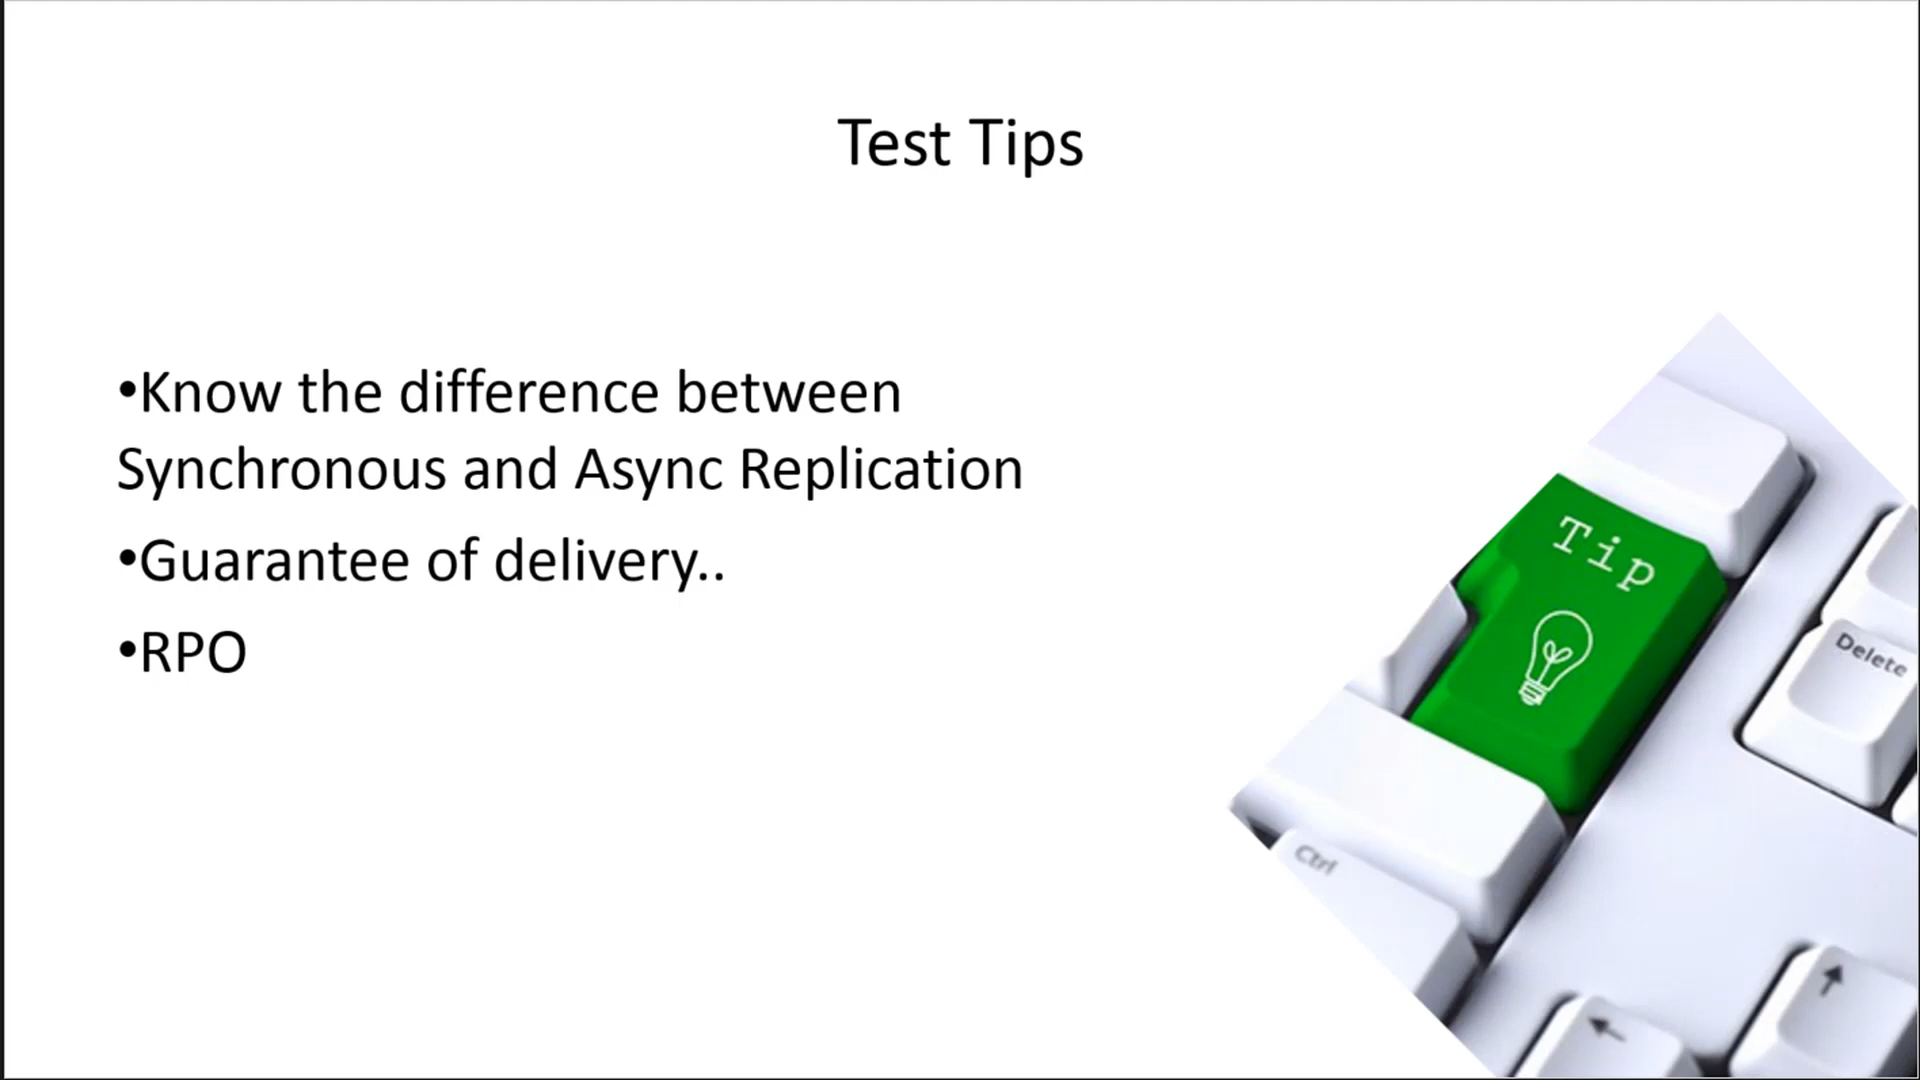 Test Tips
•Know the difference between
Synchronous and Async Replication
•Guarantee of delivery..
•RPO
Tip
Delete
Ctrl